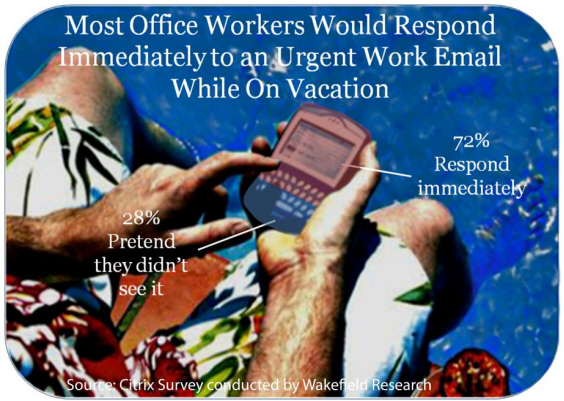 Most Office Workers Would Respond
Immediately to an Urgent Work Email
While On Vacation
72%
Respond
immediately
28%
Pretend
they didn't
see it
Source: Citrix Survey conducted by Wakefield Research